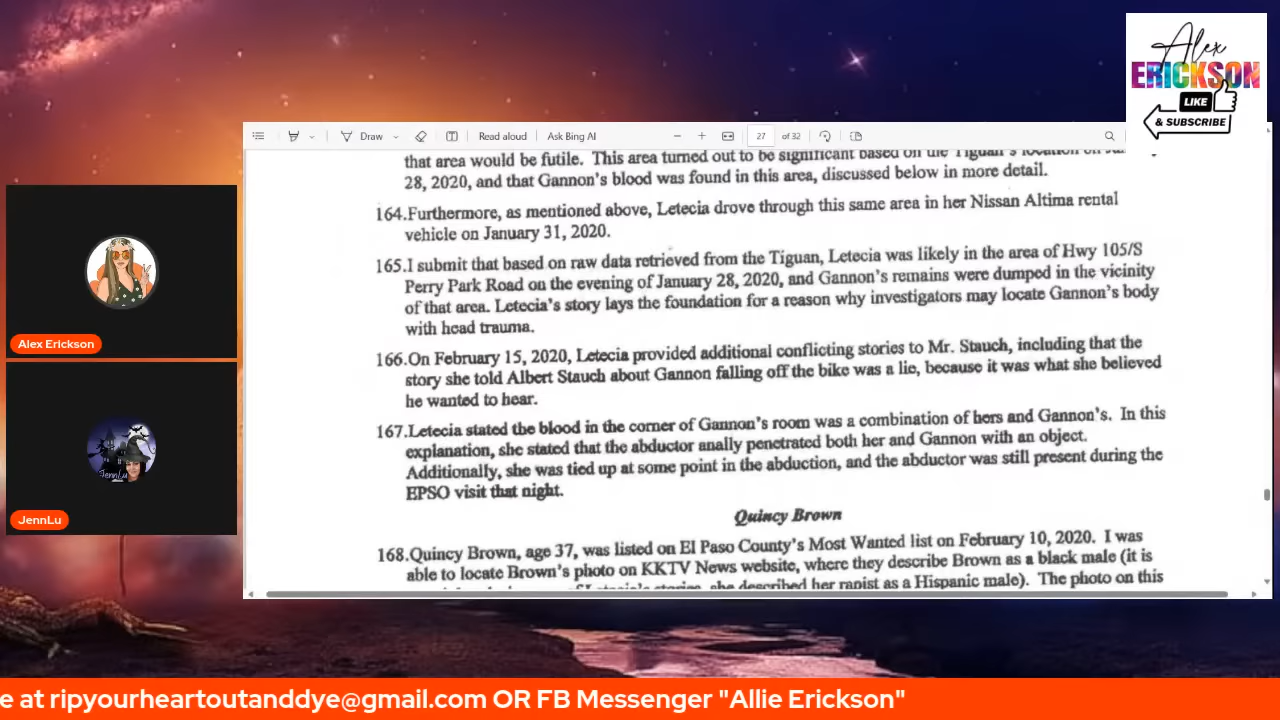 Alex
ERICKSON
LIKE
& SUBSCRIBE
Draw
Read aloud
Ask Bing AI
27
of 32
that area would be futile. This area turned out to be significant based on the Tiguan's location on
28, 2020, and that Gannon's blood was found in this area, discussed below in more detail.
164.Furthermore, as mentioned above, Letecia drove through this same area in her Nissan Altima rental
vehicle on January 31, 2020.
165.I submit that based on raw data retrieved from the Tiguan, Letecia was likely in the area of Hwy 105/S
Perry Park Road on the evening of January 28, 2020, and Gannon's remains were dumped in the vicinity
of that area. Letecia's story lays the foundation for a reason why investigators may locate Gannon's body
with head trauma.
166.On February 15, 2020, Letecia provided additional conflicting stories to Mr. Stauch, including that the
story she told Albert Stauch about Gannon falling off the bike was a lie, because it was what she believed
he wanted to hear.
167.Letecia stated the blood in the corner of Gannon's room was a combination of hers and Gannon's. In this
explanation, she stated that the abductor anally penetrated both her and Gannon with an object.
Additionally, she was tied up at some point in the abduction, and the abductor was still present during the
EPSO visit that night.
Quincy Brown
168.Quincy Brown, age 37, was listed on El Paso County's Most Wanted list on February 10, 2020. I was
able to locate Brown's photo on KKTV News website, where they describe Brown as a black male (it is
of Letecia's stories, she described her rapist as a Hispanic male). The photo on this
Alex Erickson
JennLu
JennLu
e at ripyourheartoutanddye@gmail.com OR FB Messenger "Allie Erickson"